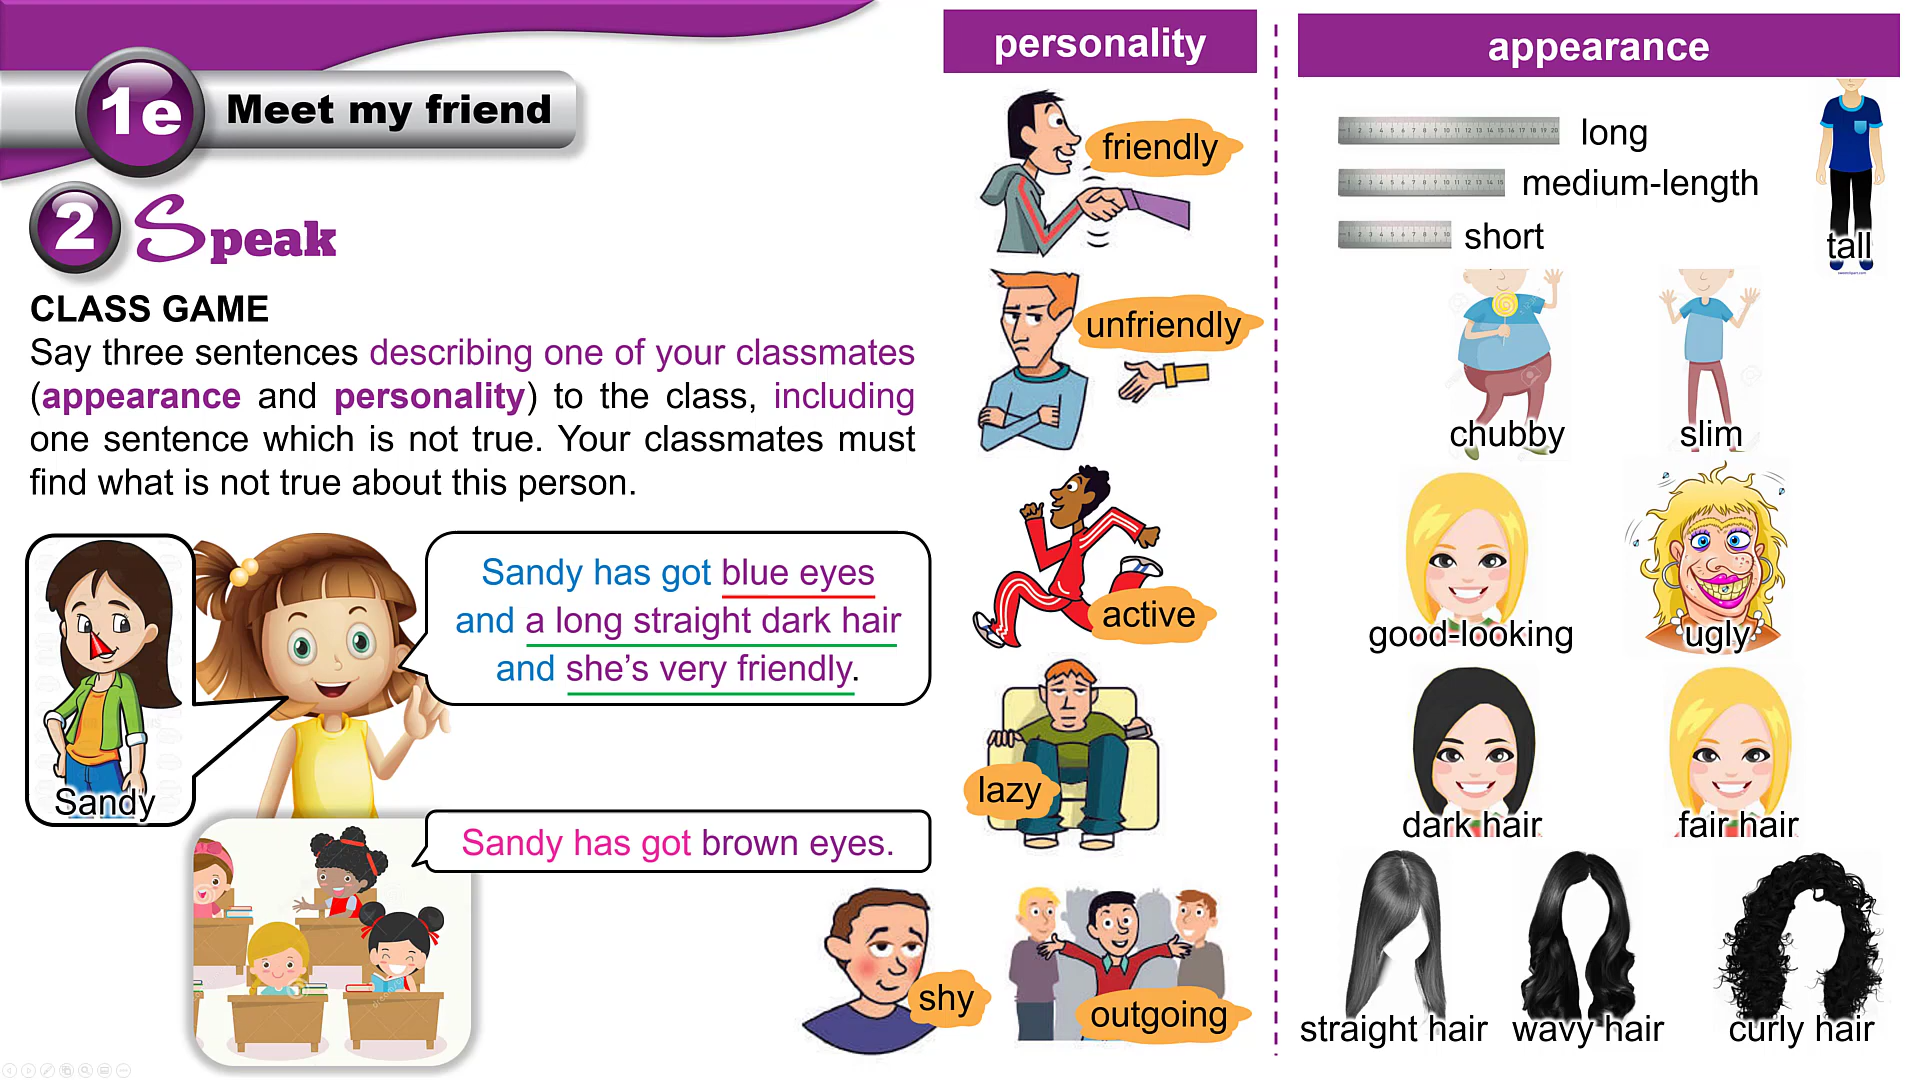 1e Meet my friend
2 Speak
CLASS GAME
Say three sentences describing one of your classmates
(appearance and personality) to the class, including
one sentence which is not true. Your classmates must
find what is not true about this person.
Sandy has got blue eyes
and a long straight dark hair
and she’s very friendly.
Sandy
Sandy has got brown eyes.
personality
friendly
unfriendly
active
lazy
shy
outgoing
appearance
long
medium-length
short
tall
chubby
slim
good-looking
ugly
dark hair
fair hair
straight hair
wavy hair
curly hair